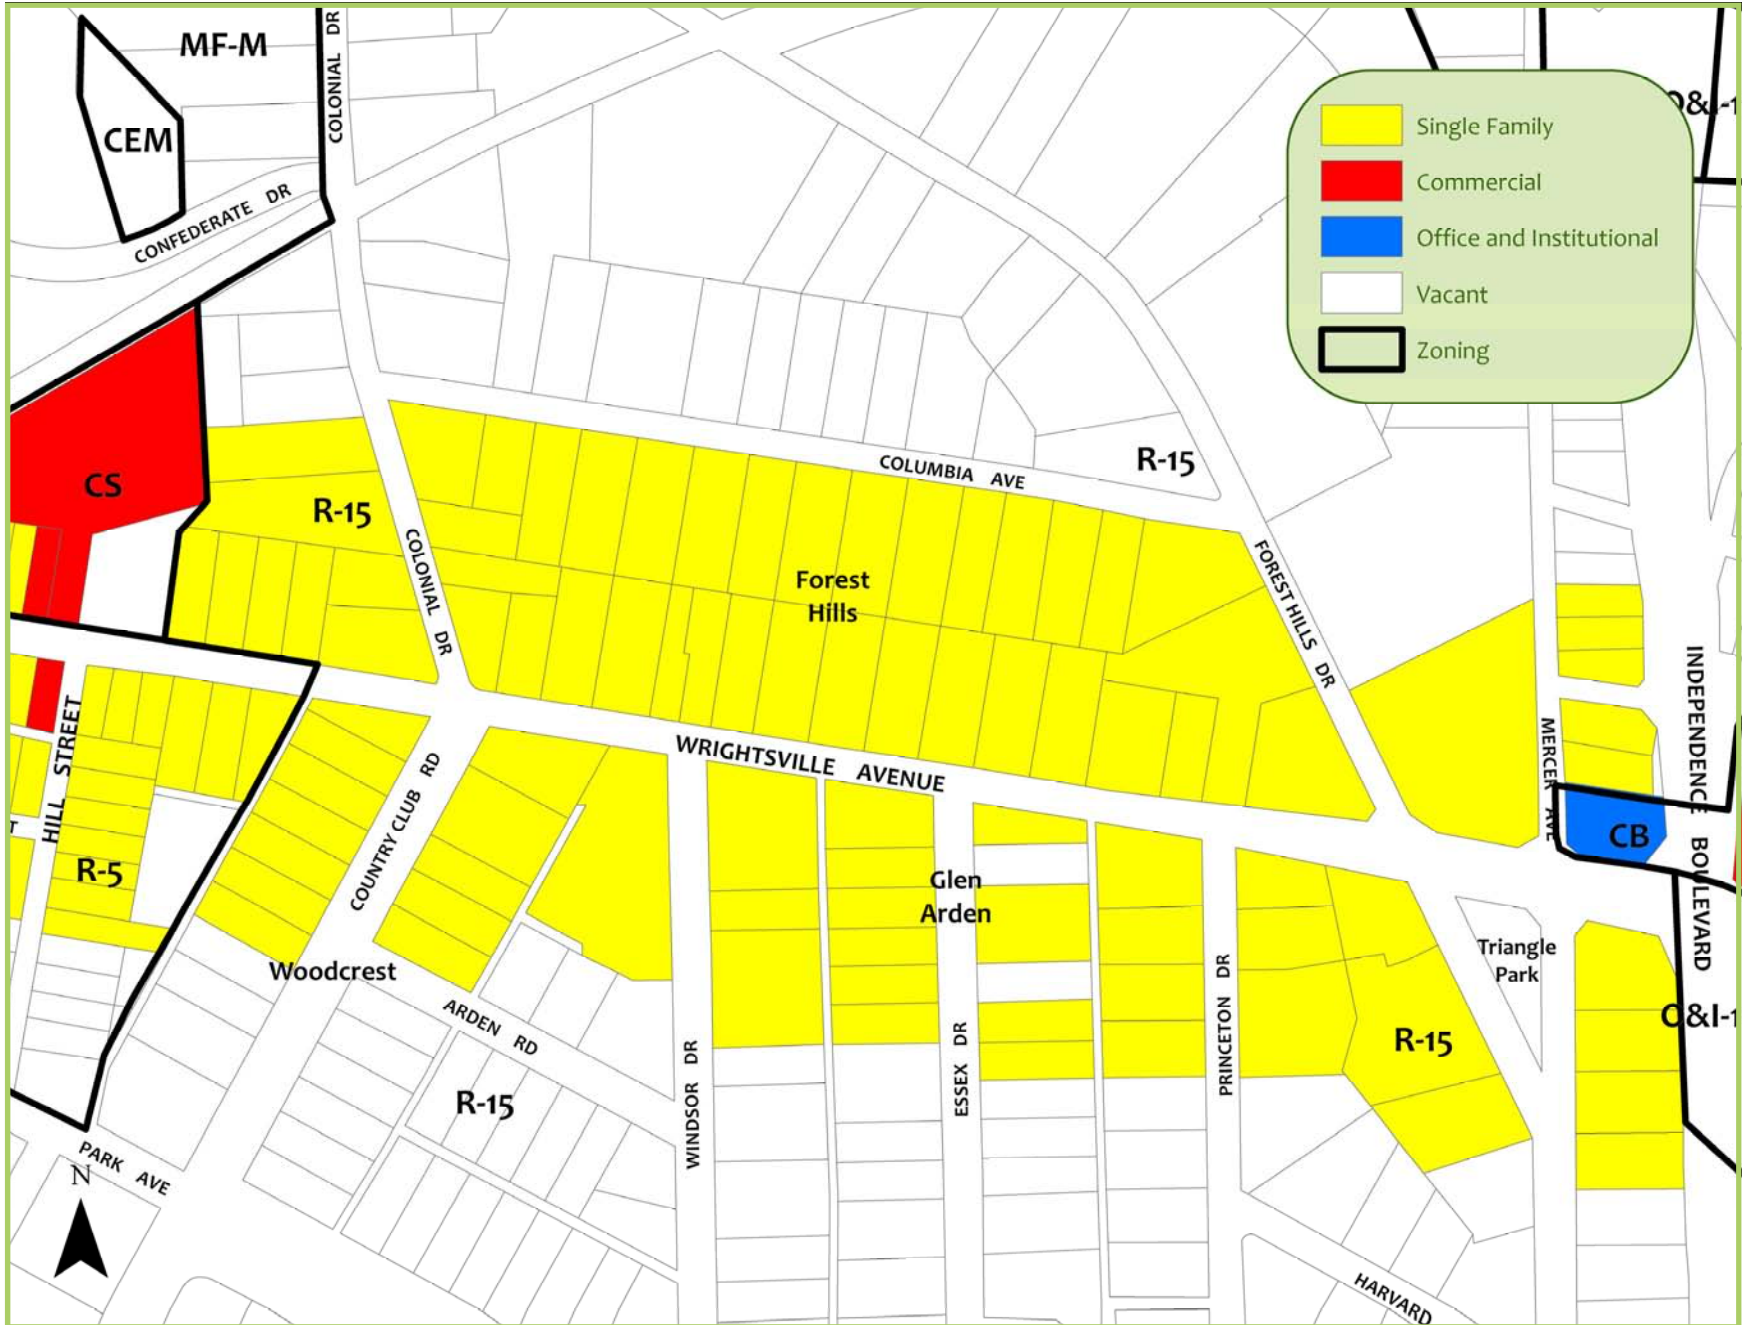 MF-M
COLONIAL DR
CEM
CONFEDERATE DR
O&I-1
Single Family
Commercial
Office and Institutional
Vacant
Zoning
CS
R-15
COLUMBIA AVE
R-15
COLONIAL DR
Forest
Hills
FOREST HILLS DR
WRIGHTSVILLE AVENUE
MERCER AVE
INDEPENDENCE BOULEVARD
HILL STREET
T
R-5
COUNTRY CLUB RD
CB
Glen
Arden
Woodcrest
Triangle
Park
ARDEN RD
R-15
WINDSOR DR
ESSEX DR
PRINCETON DR
R-15
O&I-1
PARK AVE
N
HARVARD